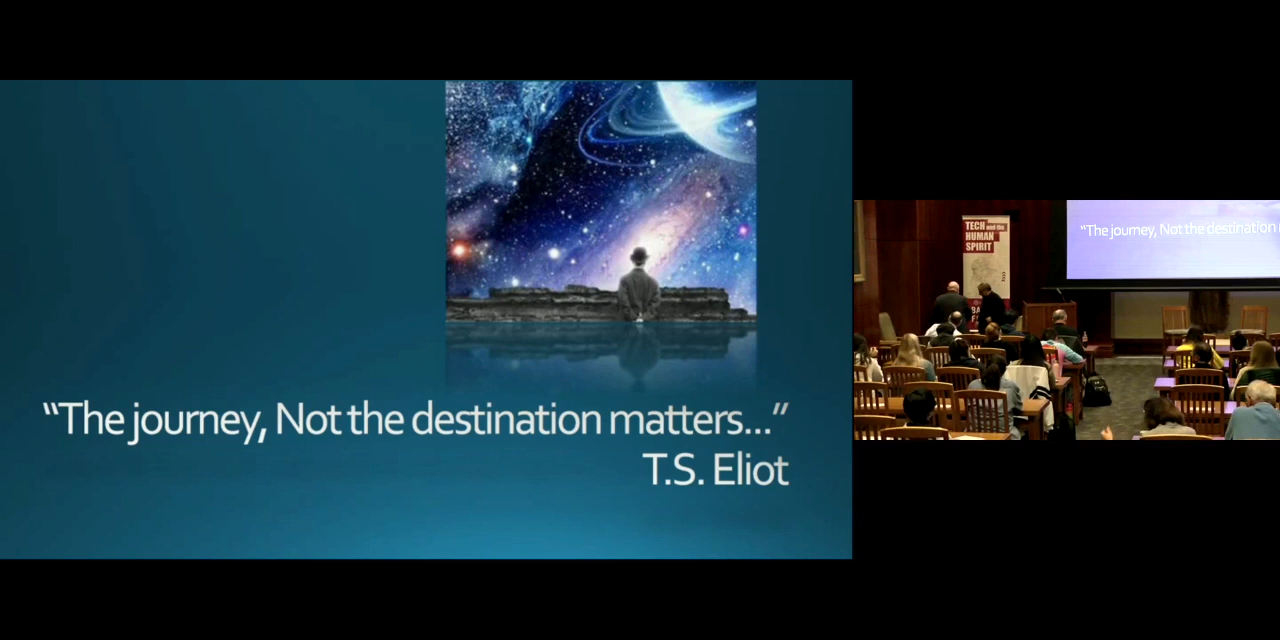 “The journey, Not the destination matters...”
T.S. Eliot
TECH and the
HUMAN
SPIRIT
“The journey, Not the destination